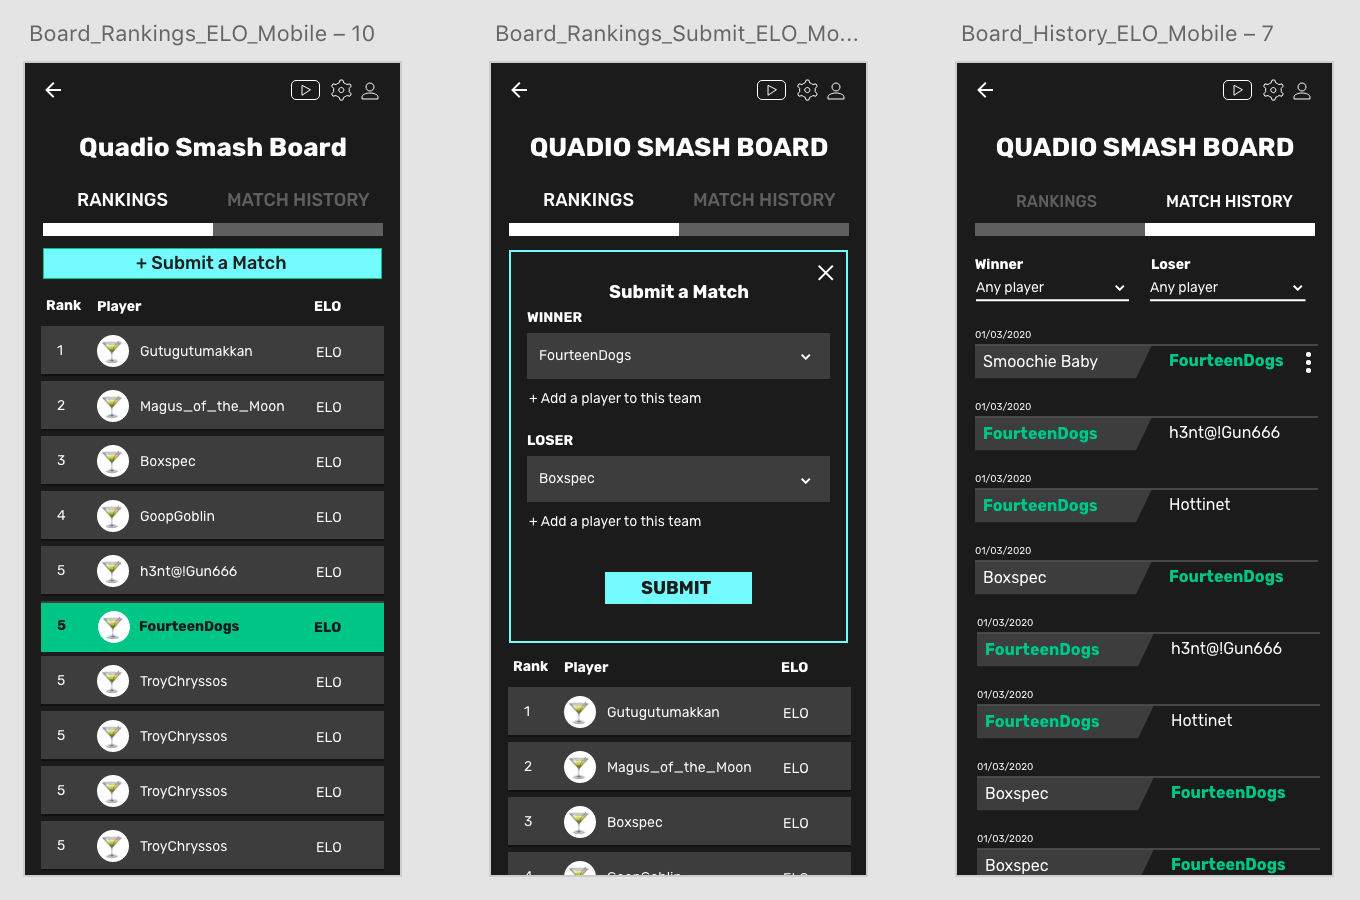 Board_Rankings_ELO_Mobile – 10
Quadio Smash Board
RANKINGS MATCH HISTORY
+ Submit a Match
Rank Player ELO
1 Gutugutumakkan ELO
2 Magus_of_the_Moon ELO
3 Boxspec ELO
4 GoopGoblin ELO
5 h3nt@!Gun666 ELO
5 FourteenDogs ELO
5 TroyChryssos ELO
5 TroyChryssos ELO
5 TroyChryssos ELO
5 TroyChryssos ELO
Board_Rankings_Submit_ELO_Mo...
QUADIO SMASH BOARD
RANKINGS MATCH HISTORY
Submit a Match
WINNER
FourteenDogs
+ Add a player to this team
LOSER
Boxspec
+ Add a player to this team
SUBMIT
Rank Player ELO
1 Gutugutumakkan ELO
2 Magus_of_the_Moon ELO
3 Boxspec ELO
4 GoopGoblin ELO
Board_History_ELO_Mobile – 7
QUADIO SMASH BOARD
RANKINGS MATCH HISTORY
Winner Loser
Any player Any player
01/03/2020
Smoochie Baby FourteenDogs
01/03/2020
FourteenDogs h3nt@!Gun666
01/03/2020
FourteenDogs Hottinet
01/03/2020
Boxspec FourteenDogs
01/03/2020
FourteenDogs h3nt@!Gun666
01/03/2020
FourteenDogs Hottinet
01/03/2020
Boxspec FourteenDogs
01/03/2020
Boxspec FourteenDogs